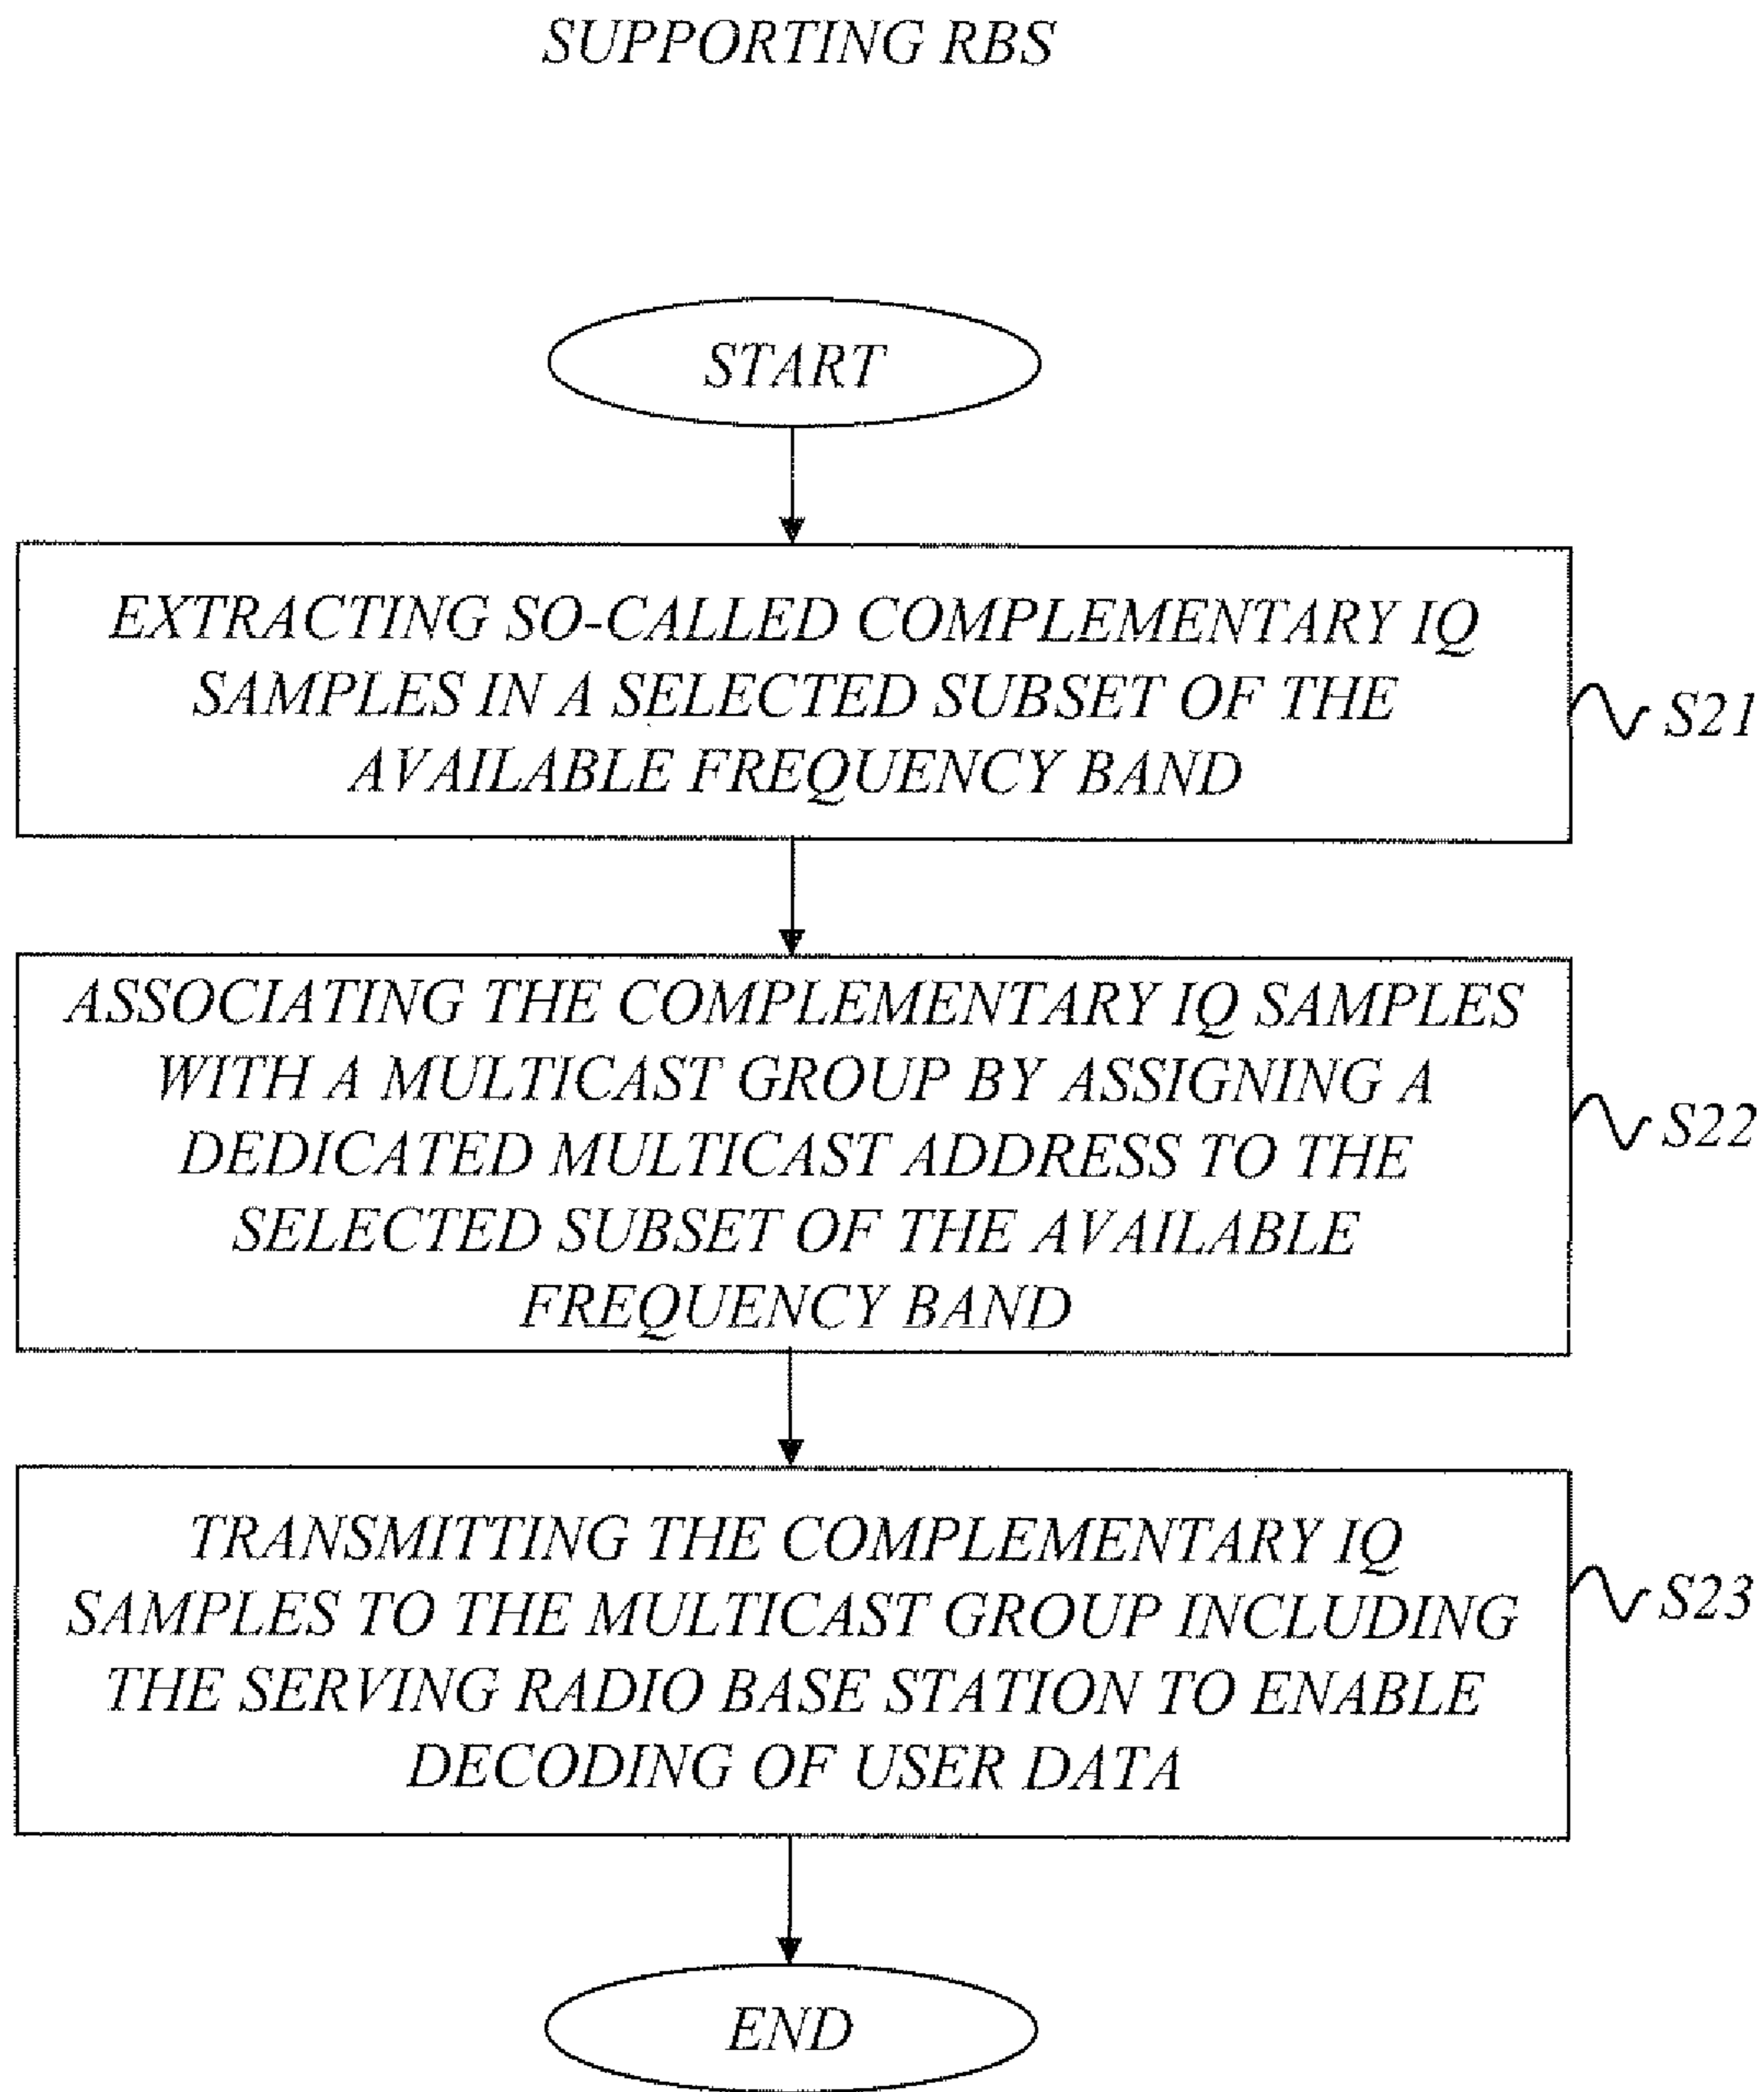 SUPPORTING RBS
START
EXTRACTING SO-CALLED COMPLEMENTARY IQ
SAMPLES IN A SELECTED SUBSET OF THE
AVAILABLE FREQUENCY BAND
S21
ASSOCIATING THE COMPLEMENTARY IQ SAMPLES
WITH A MULTICAST GROUP BY ASSIGNING A
DEDICATED MULTICAST ADDRESS TO THE
SELECTED SUBSET OF THE AVAILABLE
FREQUENCY BAND
S22
TRANSMITTING THE COMPLEMENTARY IQ
SAMPLES TO THE MULTICAST GROUP INCLUDING
THE SERVING RADIO BASE STATION TO ENABLE
DECODING OF USER DATA
S23
END